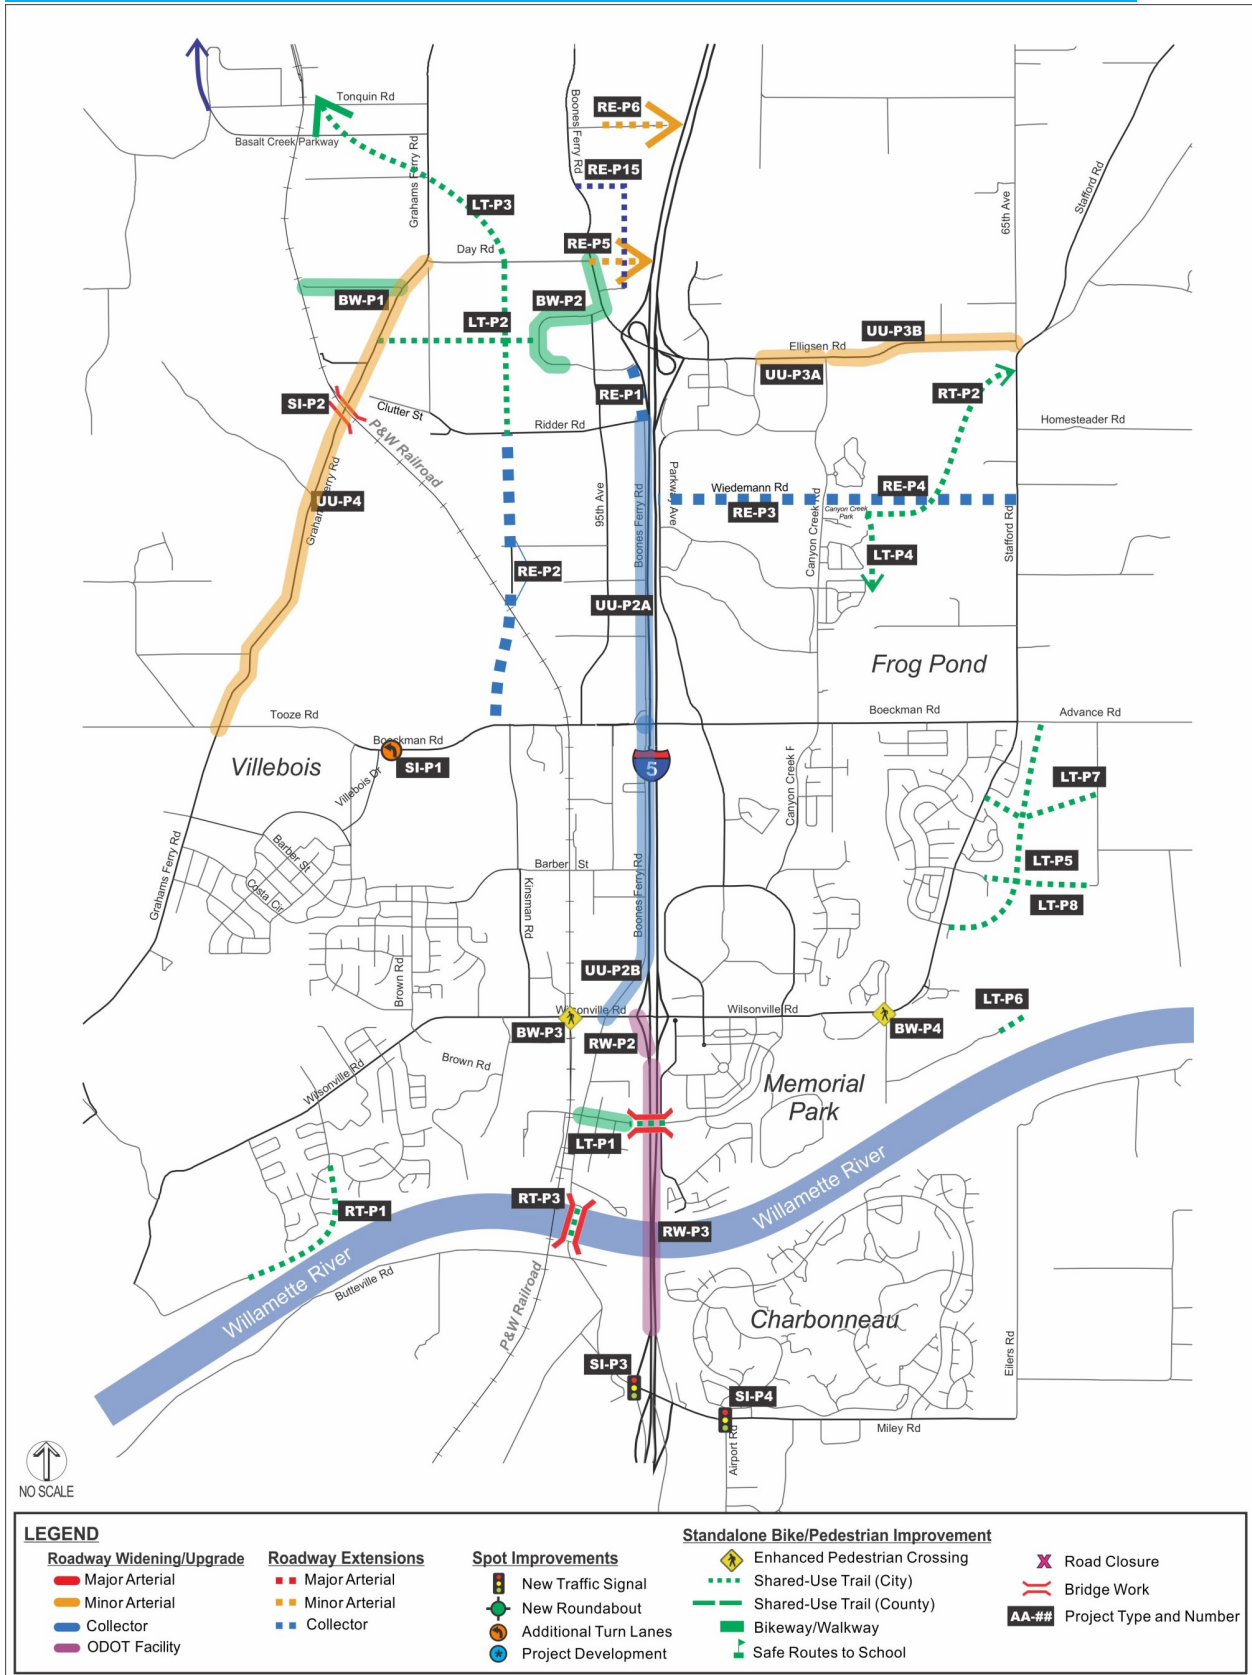 Tonquin Rd
Basalt Creek Parkway
Grahams Ferry Rd
Boones Ferry Rd
RE-P6
RE-P15
LT-P3
Day Rd
RE-P5
65th Ave
Stafford Rd
BW-P1
BW-P2
LT-P2
Elligsen Rd
UU-P3B
UU-P3A
RE-P1
RT-P2
SI-P2
Clutter St
P&W Railroad
Ridder Rd
Homesteader Rd
UU-P4
Grahams Ferry Rd
95th Ave
Boones Ferry Rd
Parkway Ave
Wiedemann Rd
RE-P3
RE-P4
Canyon Creek Rd
Canyon Creek
Park
Stafford Rd
LT-P4
RE-P2
UU-P2A
Frog Pond
Tooze Rd
Boeckman Rd
Advance Rd
Boeckman Rd
SI-P1
Villebois
Villebois Dr
5
Canyon Creek R
LT-P7
Grahams Ferry Rd
Barber St
Costa Cir
Barber St
Kinsman Rd
Boones Ferry Rd
LT-P5
LT-P8
Brown Rd
UU-P2B
Wilsonville Rd
Wilsonville Rd
LT-P6
BW-P3
RW-P2
BW-P4
Wilsonville Rd
Brown Rd
Memorial
Park
LT-P1
RT-P3
RT-P1
RW-P3
Willamette River
Willamette River
Butteville Rd
P&W Railroad
Charbonneau
Eilers Rd
SI-P3
SI-P4
Miley Rd
Airport Rd
NO SCALE
LEGEND
Roadway Widening/Upgrade
Major Arterial
Minor Arterial
Collector
ODOT Facility
Roadway Extensions
Major Arterial
Minor Arterial
Collector
Spot Improvements
New Traffic Signal
New Roundabout
Additional Turn Lanes
Project Development
Standalone Bike/Pedestrian Improvement
Enhanced Pedestrian Crossing
Shared-Use Trail (City)
Shared-Use Trail (County)
Bikeway/Walkway
Safe Routes to School
X Road Closure
Bridge Work
AA-## Project Type and Number